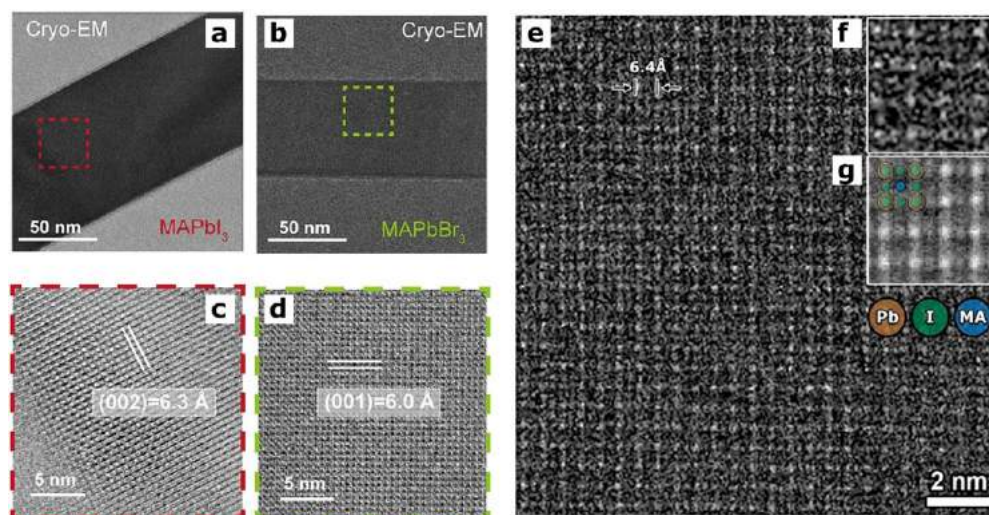 Cryo-EM a
50 nm MAPbI₃
b Cryo-EM
50 nm MAPbBr₃
c
(002)=6.3 Å
5 nm
d
(001)=6.0 Å
5 nm
e
6.4Å
2 nm
f
g
Pb I MA